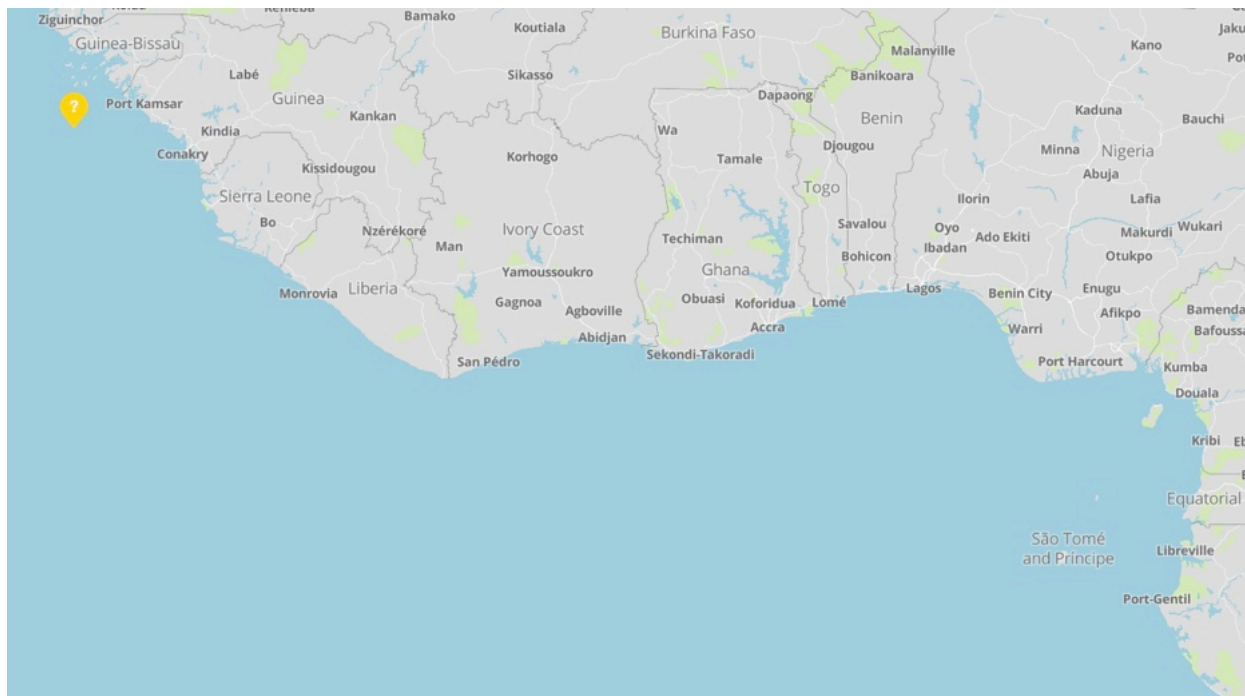 Bamako
Ziguinchor
Koutiala
Burkina Faso
Guinea-Bissau
Malanville
Kano
Labé
Sikasso
Banikoara
Guinea
Dapaong
Port Kamsar
Kankan
Kaduna
Benin
Bauchi
Kindia
Wa
Djougou
Minna
Nigeria
Conakry
Korhogo
Tamale
Kissidougou
Abuja
Togo
Sierra Leone
Ilorin
Lafia
Bo
Nzérékoré
Ivory Coast
Savalou
Oyo
Makurdi
Wukari
Man
Techiman
Ado Ekiti
Ibadan
Bohicon
Otukpo
Yamoussoukro
Ghana
Monrovia
Liberia
Lagos
Benin City
Enugu
Gagnoa
Obuasi
Koforidua
Lomé
Agboville
Afikpo
Bamenda
Accra
Warri
Bafoussa
Abidjan
San Pédro
Sekondi-Takoradi
Port Harcourt
Kumba
Douala
Kribi
Equatorial
São Tomé
and Príncipe
Libreville
Port-Gentil
?